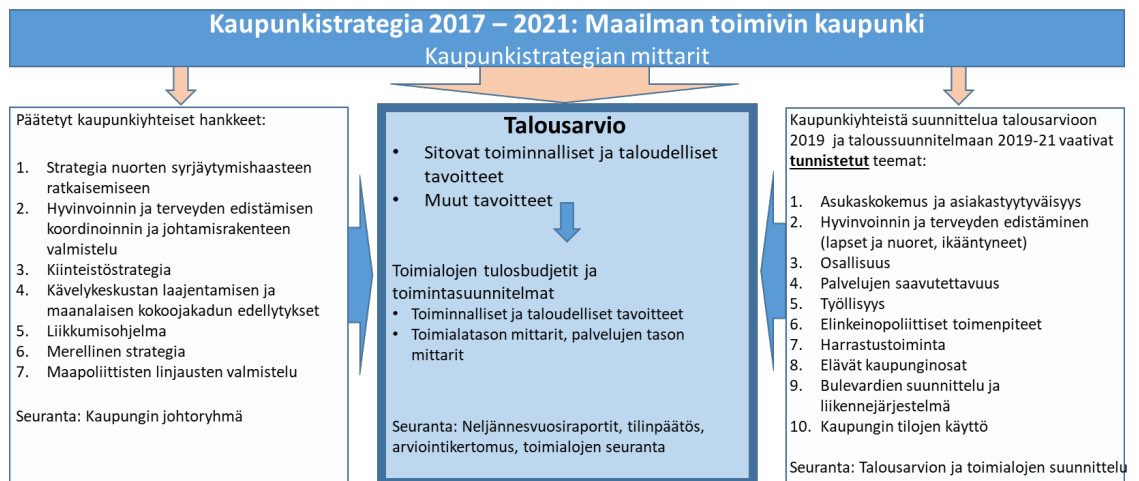 Kaupunkistrategia 2017 – 2021: Maailman toimivin kaupunki
Kaupunkistrategian mittarit
Päätetyt kaupunkiyhteiset hankkeet:
1. Strategia nuorten syrjäytymishaasteen
ratkaisemiseen
2. Hyvinvoinnin ja terveyden edistämisen
koordinoinnin ja johtamisrakenteen
valmistelu
3. Kiinteistöstrategia
4. Kävelykeskustan laajentamisen ja
maanalaisen kokoojakadun edellytykset
5. Liikkumisohjelma
6. Merellinen strategia
7. Maapoliittisten linjausten valmistelu
Seuranta: Kaupungin johtoryhmä
Talousarvio
• Sitovat toiminnalliset ja taloudelliset
tavoitteet
• Muut tavoitteet
Toimialojen tulosbudjetit ja
toimintasuunnitelmat
• Toiminnalliset ja taloudelliset tavoitteet
• Toimialatason mittarit, palvelujen tason
mittarit
Seuranta: Neljännesvuosiraportit, tilinpäätös,
arviointikertomus, toimialojen seuranta
Kaupunkiyhteistä suunnittelua talousarvioon
2019 ja taloussuunnitelmaan 2019-21 vaativat
tunnistetut teemat:
1. Asukaskokemus ja asiakastyytyväisyys
2. Hyvinvoinnin ja terveyden edistäminen
(lapset ja nuoret, ikääntyneet)
3. Osallisuus
4. Palvelujen saavutettavuus
5. Työllisyys
6. Elinkeinopoliittiset toimenpiteet
7. Harrastustoiminta
8. Elävät kaupunginosat
9. Bulevardien suunnittelu ja
liikennejärjestelmä
10. Kaupungin tilojen käyttö
Seuranta: Talousarvion ja toimialojen suunnittelu